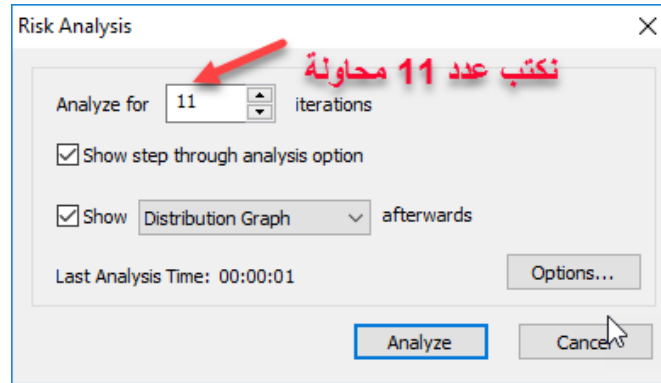 Risk Analysis
نكتب عدد 11 محاولة
Analyze for 11 iterations
Show step through analysis option
Show Distribution Graph afterwards
Last Analysis Time: 00:00:01
Options...
Analyze
Cancel